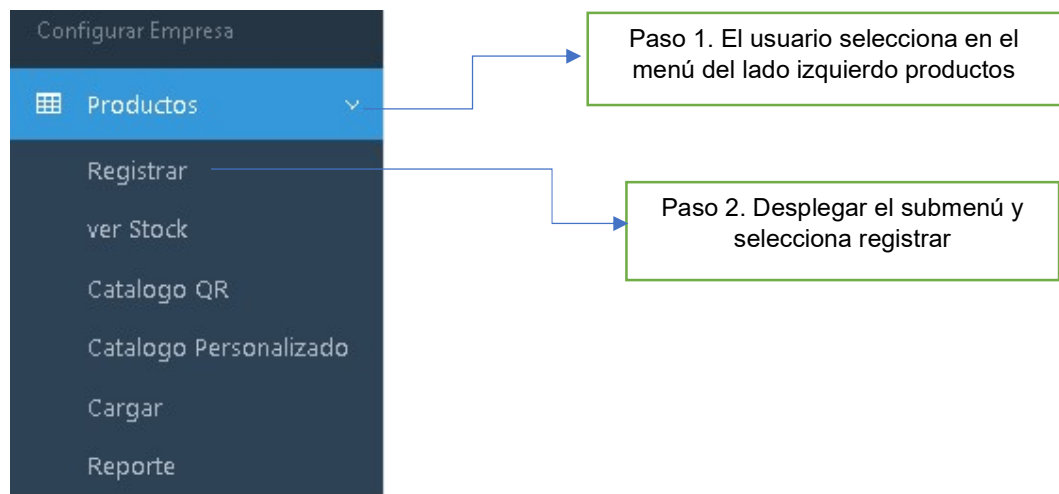 Configurar Empresa
Productos
Registrar
ver Stock
Catalogo QR
Catalogo Personalizado
Cargar
Reporte
Paso 1. El usuario selecciona en el
menú del lado izquierdo productos
Paso 2. Desplegar el submenú y
selecciona registrar